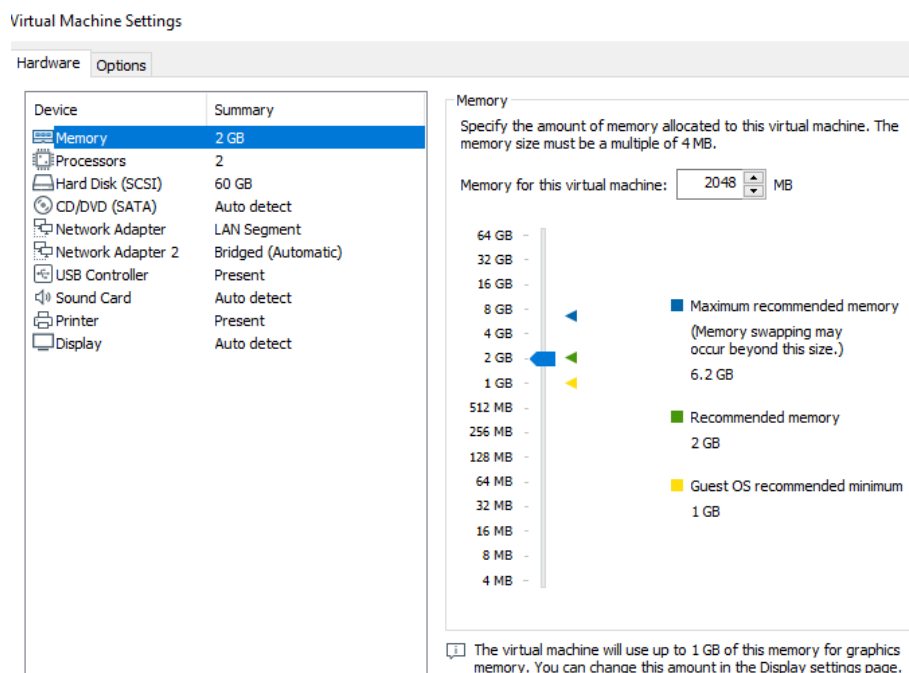 Virtual Machine Settings
Hardware Options
Device Summary
Memory 2 GB
Processors 2
Hard Disk (SCSI) 60 GB
CD/DVD (SATA) Auto detect
Network Adapter LAN Segment
Network Adapter 2 Bridged (Automatic)
USB Controller Present
Sound Card Auto detect
Printer Present
Display Auto detect
Memory
Specify the amount of memory allocated to this virtual machine. The
memory size must be a multiple of 4 MB.
Memory for this virtual machine: 2048 MB
64 GB
32 GB
16 GB
8 GB
4 GB
2 GB
1 GB
512 MB
256 MB
128 MB
64 MB
32 MB
16 MB
8 MB
4 MB
Maximum recommended memory
(Memory swapping may
occur beyond this size.)
6.2 GB
Recommended memory
2 GB
Guest OS recommended minimum
1 GB
The virtual machine will use up to 1 GB of this memory for graphics
memory. You can change this amount in the Display settings page.